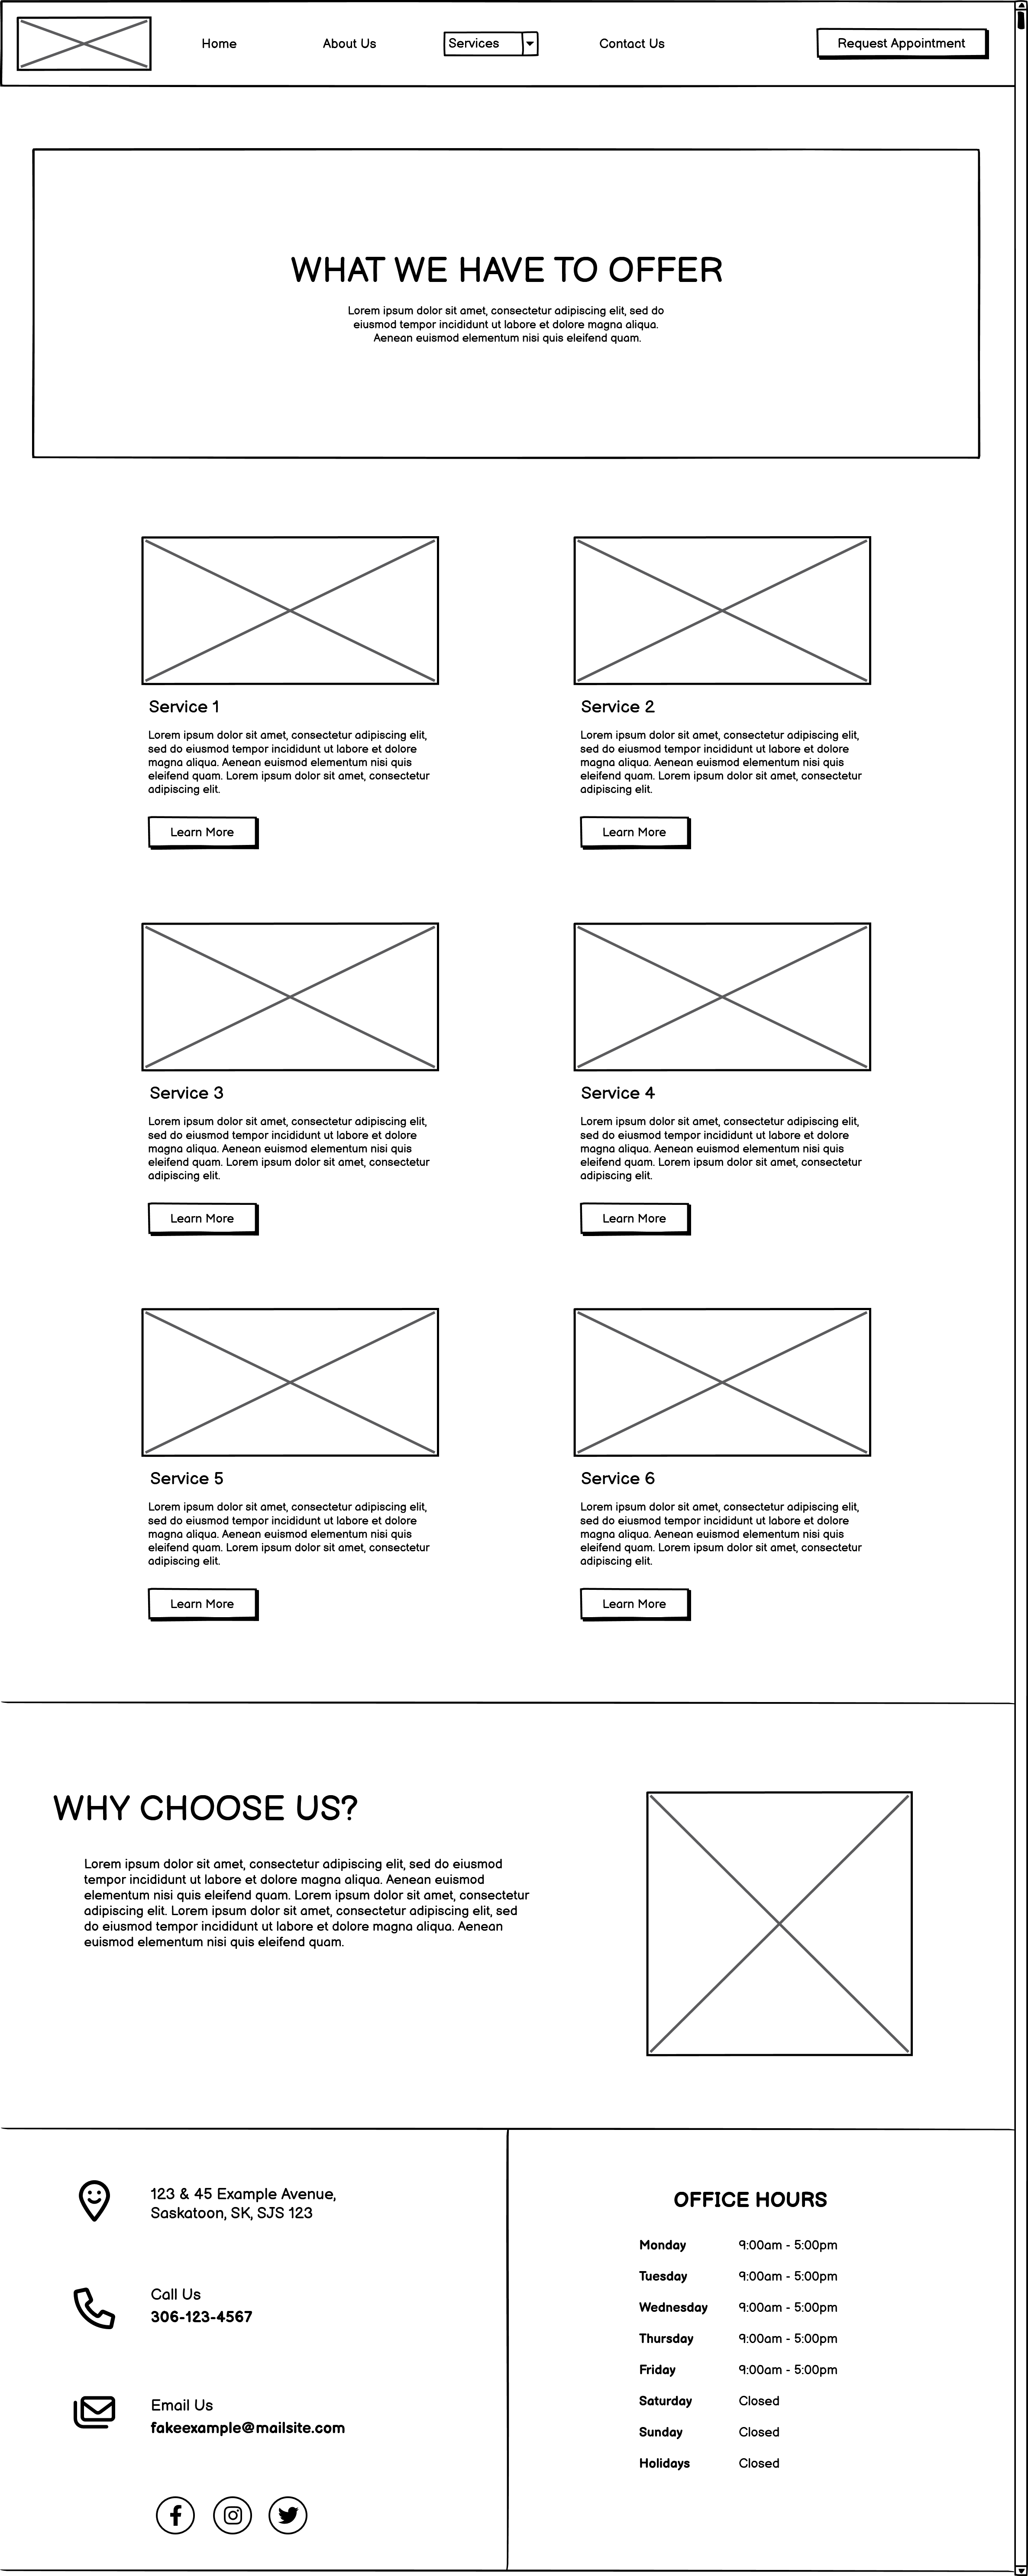 Home
About Us
Services
Contact Us
Request Appointment
WHAT WE HAVE TO OFFER
Lorem ipsum dolor sit amet, consectetur adipiscing elit, sed do
eiusmod tempor incididunt ut labore et dolore magna aliqua.
Aenean euismod elementum nisi quis eleifend quam.
Service 1
Lorem ipsum dolor sit amet, consectetur adipiscing elit,
sed do eiusmod tempor incididunt ut labore et dolore
magna aliqua. Aenean euismod elementum nisi quis
eleifend quam. Lorem ipsum dolor sit amet, consectetur
adipiscing elit.
Learn More
Service 2
Lorem ipsum dolor sit amet, consectetur adipiscing elit,
sed do eiusmod tempor incididunt ut labore et dolore
magna aliqua. Aenean euismod elementum nisi quis
eleifend quam. Lorem ipsum dolor sit amet, consectetur
adipiscing elit.
Learn More
Service 3
Lorem ipsum dolor sit amet, consectetur adipiscing elit,
sed do eiusmod tempor incididunt ut labore et dolore
magna aliqua. Aenean euismod elementum nisi quis
eleifend quam. Lorem ipsum dolor sit amet, consectetur
adipiscing elit.
Learn More
Service 4
Lorem ipsum dolor sit amet, consectetur adipiscing elit,
sed do eiusmod tempor incididunt ut labore et dolore
magna aliqua. Aenean euismod elementum nisi quis
eleifend quam. Lorem ipsum dolor sit amet, consectetur
adipiscing elit.
Learn More
Service 5
Lorem ipsum dolor sit amet, consectetur adipiscing elit,
sed do eiusmod tempor incididunt ut labore et dolore
magna aliqua. Aenean euismod elementum nisi quis
eleifend quam. Lorem ipsum dolor sit amet, consectetur
adipiscing elit.
Learn More
Service 6
Lorem ipsum dolor sit amet, consectetur adipiscing elit,
sed do eiusmod tempor incididunt ut labore et dolore
magna aliqua. Aenean euismod elementum nisi quis
eleifend quam. Lorem ipsum dolor sit amet, consectetur
adipiscing elit.
Learn More
WHY CHOOSE US?
Lorem ipsum dolor sit amet, consectetur adipiscing elit, sed do eiusmod
tempor incididunt ut labore et dolore magna aliqua. Aenean euismod
elementum nisi quis eleifend quam. Lorem ipsum dolor sit amet, consectetur
adipiscing elit. Lorem ipsum dolor sit amet, consectetur adipiscing elit, sed
do eiusmod tempor incididunt ut labore et dolore magna aliqua. Aenean
euismod elementum nisi quis eleifend quam.
123 & 45 Example Avenue,
Saskatoon, SK, SJS 123
Call Us
306-123-4567
Email Us
fakeexample@mailsite.com
OFFICE HOURS
Monday 9:00am - 5:00pm
Tuesday 9:00am - 5:00pm
Wednesday 9:00am - 5:00pm
Thursday 9:00am - 5:00pm
Friday 9:00am - 5:00pm
Saturday Closed
Sunday Closed
Holidays Closed